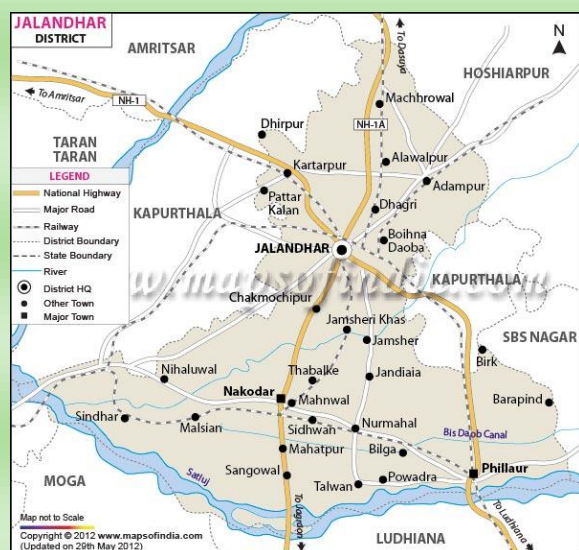 JALANDHAR
DISTRICT
AMRITSAR
To Dasuya
N
HOSHIARPUR
To Amritsar
NH-1
Machhrowal
NH-1A
Dhirpur
TARAN
TARAN
Alawalpur
Kartarpur
Adampur
LEGEND
National Highway
Major Road
Railway
District Boundary
State Boundary
River
District HQ
Other Town
Major Town
Pattar
Kalan
KAPURTHALA
Dhagri
Boihna
Daoba
JALANDHAR
KAPURTHALA
www.mapsofindia.com
Chakmochipur
Jamsheri Khas
Jamsher
SBS NAGAR
Birk
Nihaluwal
Thabalke
Jandiaia
Nakodar
Mahnwal
Barapind
Sindhar
Malsian
Sidhwan
Nurmahal
Bis Daob Canal
Mahatpur
Bilga
Phillaur
MOGA
Satluj
Sangowal
Talwan
Powadra
To Jagraon
LUDHIANA
To Ludhiana
Map not to Scale
Copyright © 2012 www.mapsofindia.com
(Updated on 29th May 2012)